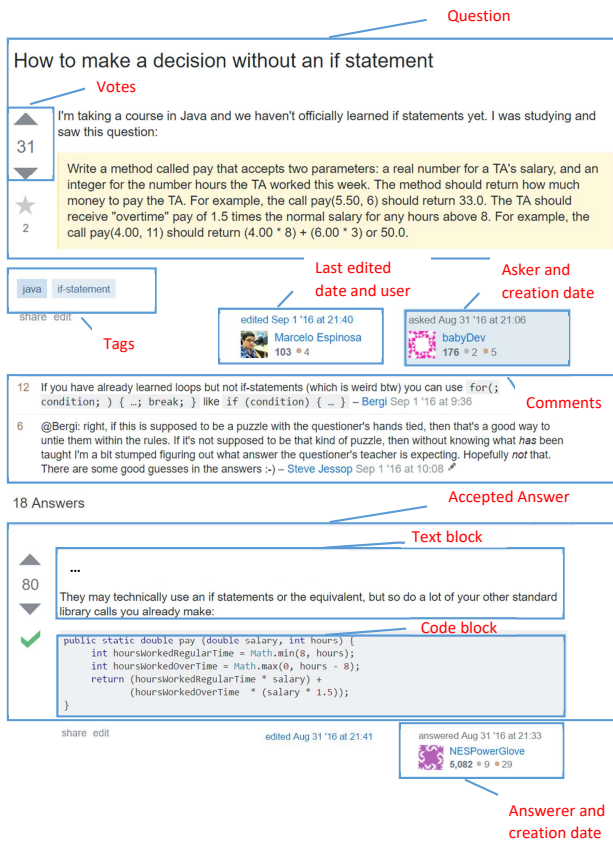 Question
How to make a decision without an if statement
Votes
I'm taking a course in Java and we haven't officially learned if statements yet. I was studying and
saw this question:
31
Write a method called pay that accepts two parameters: a real number for a TA's salary, and an
integer for the number hours the TA worked this week. The method should return how much
money to pay the TA. For example, the call pay(5.50, 6) should return 33.0. The TA should
receive "overtime" pay of 1.5 times the normal salary for any hours above 8. For example, the
call pay(4.00, 11) should return (4.00 * 8) + (6.00 * 3) or 50.0.
2
Last edited
date and user
Asker and
creation date
java if-statement
share edit
Tags
edited Sep 1 '16 at 21:40
Marcelo Espinosa
103 4
asked Aug 31 '16 at 21:06
babyDev
176 2 5
12 If you have already learned loops but not if-statements (which is weird btw) you can use for(;
condition; ) { …; break; } like if (condition) { … } – Bergi Sep 1 '16 at 9:36
Comments
6 @Bergi: right, if this is supposed to be a puzzle with the questioner's hands tied, then that's a good way to
untie them within the rules. If it's not supposed to be that kind of puzzle, then without knowing what has been
taught I'm a bit stumped figuring out what answer the questioner's teacher is expecting. Hopefully not that.
There are some good guesses in the answers :-) – Steve Jessop Sep 1 '16 at 10:08
18 Answers
Accepted Answer
Text block
...
80
They may technically use an if statements or the equivalent, but so do a lot of your other standard
library calls you already make:
Code block
public static double pay (double salary, int hours) {
int hoursWorkedRegularTime = Math.min(8, hours);
int hoursWorkedOverTime = Math.max(0, hours - 8);
return (hoursWorkedRegularTime * salary) +
(hoursWorkedOverTime * (salary * 1.5));
}
share edit
edited Aug 31 '16 at 21:41
answered Aug 31 '16 at 21:33
NESPowerGlove
5,082 9 29
Answerer and
creation date